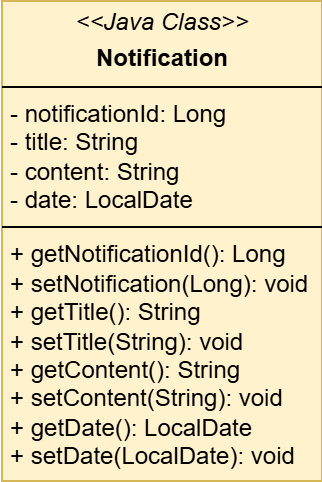 <<Java Class>>
Notification
- notificationId: Long
- title: String
- content: String
- date: LocalDate
+ getNotificationId(): Long
+ setNotification(Long): void
+ getTitle(): String
+ setTitle(String): void
+ getContent(): String
+ setContent(String): void
+ getDate(): LocalDate
+ setDate(LocalDate): void